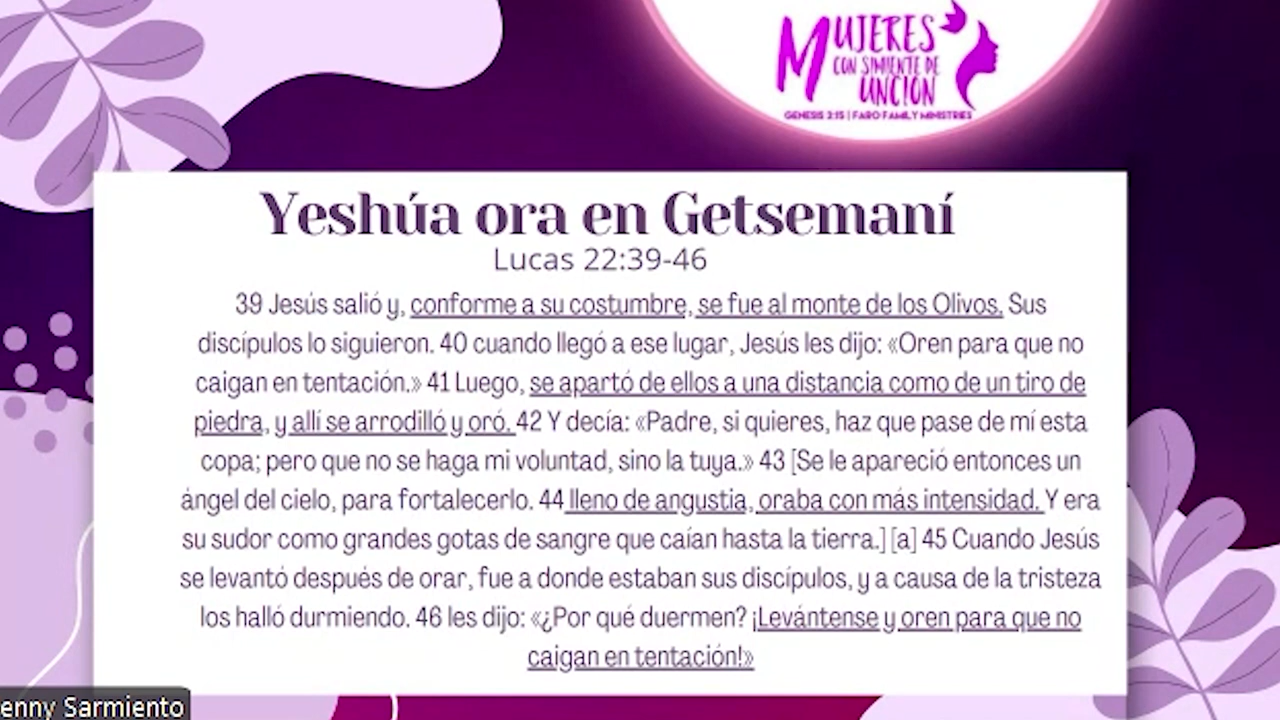 MUJERES
CON SIMIENTE DE
UNCIÓN
GENESIS 3:15 | FARO FAMILY MINISTRIES
Yeshúa ora en Getsemaní
Lucas 22:39-46
39 Jesús salió y, conforme a su costumbre, se fue al monte de los Olivos. Sus
discípulos lo siguieron. 40 cuando llegó a ese lugar, Jesús les dijo: «Oren para que no
caigan en tentación.» 41 Luego, se apartó de ellos a una distancia como de un tiro de
piedra, y allí se arrodilló y oró. 42 Y decía: «Padre, si quieres, haz que pase de mí esta
copa; pero que no se haga mi voluntad, sino la tuya.» 43 [Se le apareció entonces un
ángel del cielo, para fortalecerlo. 44 lleno de angustia, oraba con más intensidad. Y era
su sudor como grandes gotas de sangre que caían hasta la tierra.] [a] 45 Cuando Jesús
se levantó después de orar, fue a donde estaban sus discípulos, y a causa de la tristeza
los halló durmiendo. 46 les dijo: «¿Por qué duermen? ¡Levántense y oren para que no
caigan en tentación!»
enny Sarmiento